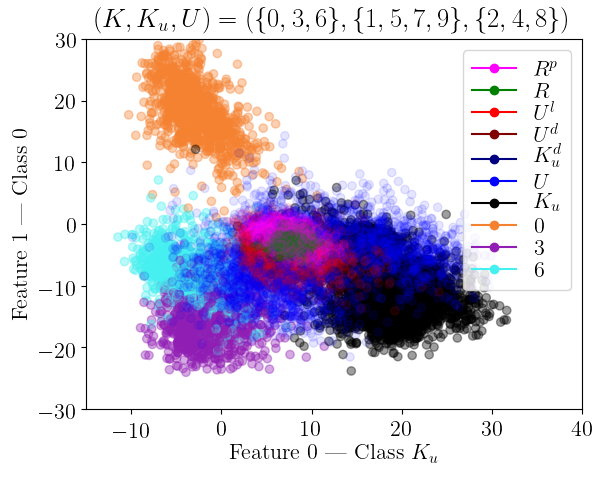 (K, K_u, U) = ({0, 3, 6}, {1, 5, 7, 9}, {2, 4, 8})
30
20
10
0
−10
−20
−30
Feature 1 — Class 0
R^p
R
U^l
U^d
K_u^d
U
K_u
0
3
6
−10
0
10
20
30
40
Feature 0 — Class K_u